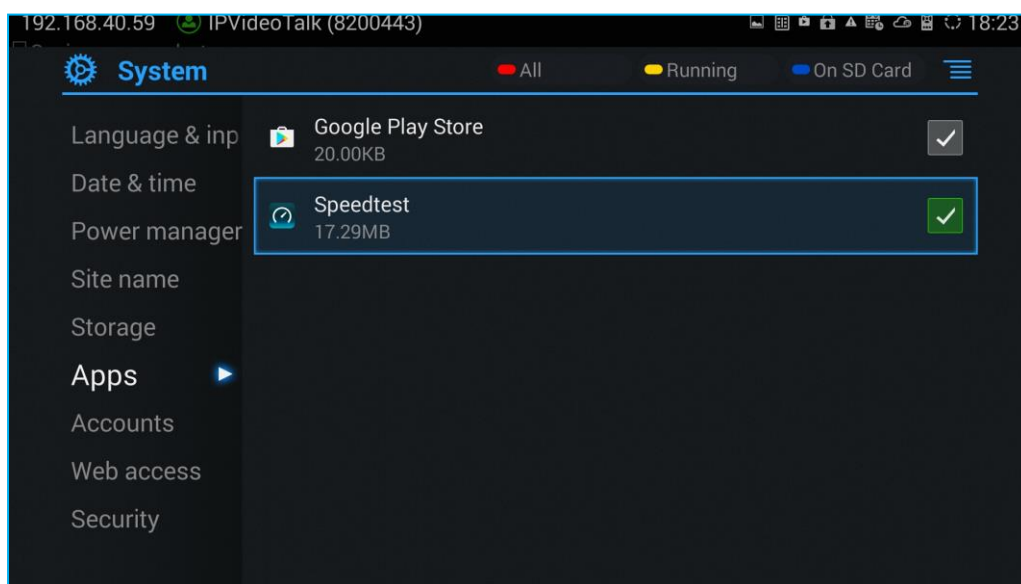 192.168.40.59 IPVideoTalk (8200443) 18:23
System All Running On SD Card
Language & inp
Date & time
Power manager
Site name
Storage
Apps
Accounts
Web access
Security
Google Play Store
20.00KB
Speedtest
17.29MB